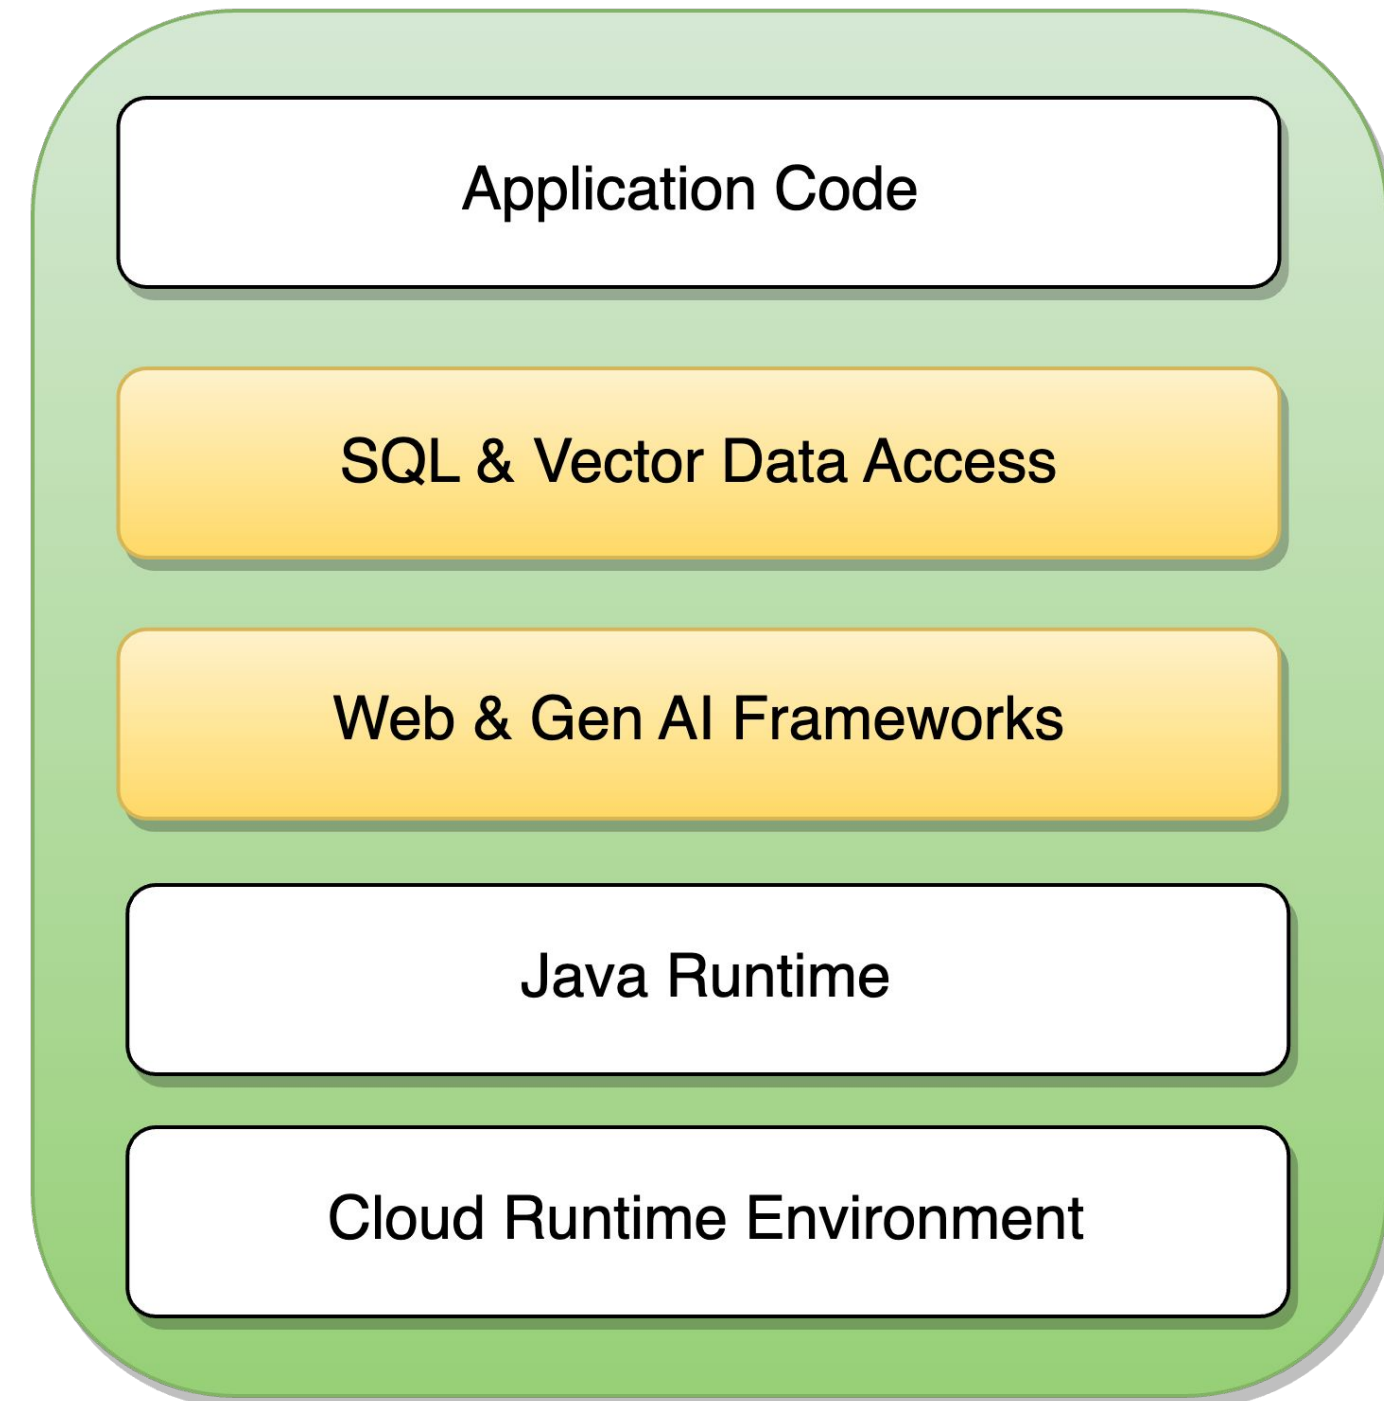 Application Code
SQL & Vector Data Access
Web & Gen AI Frameworks
Java Runtime
Cloud Runtime Environment